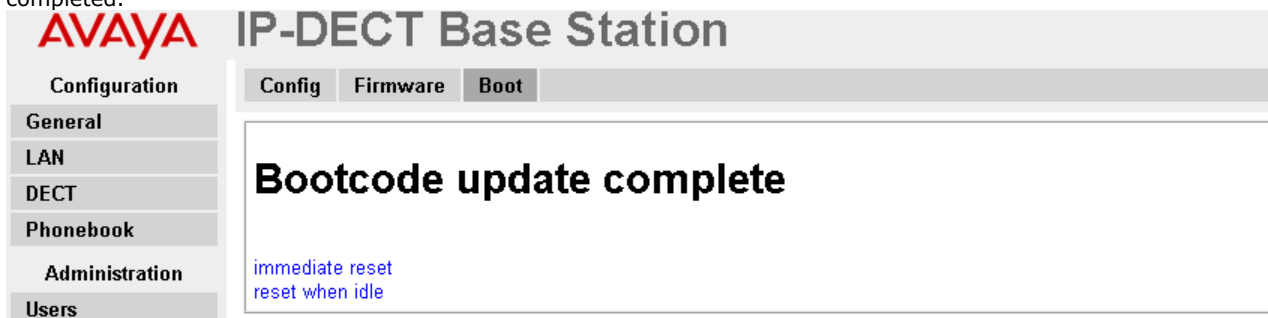 completed.
AVAYA IP-DECT Base Station
Configuration
Config Firmware Boot
General
LAN
DECT
Phonebook
Administration
Users
Bootcode update complete
immediate reset
reset when idle